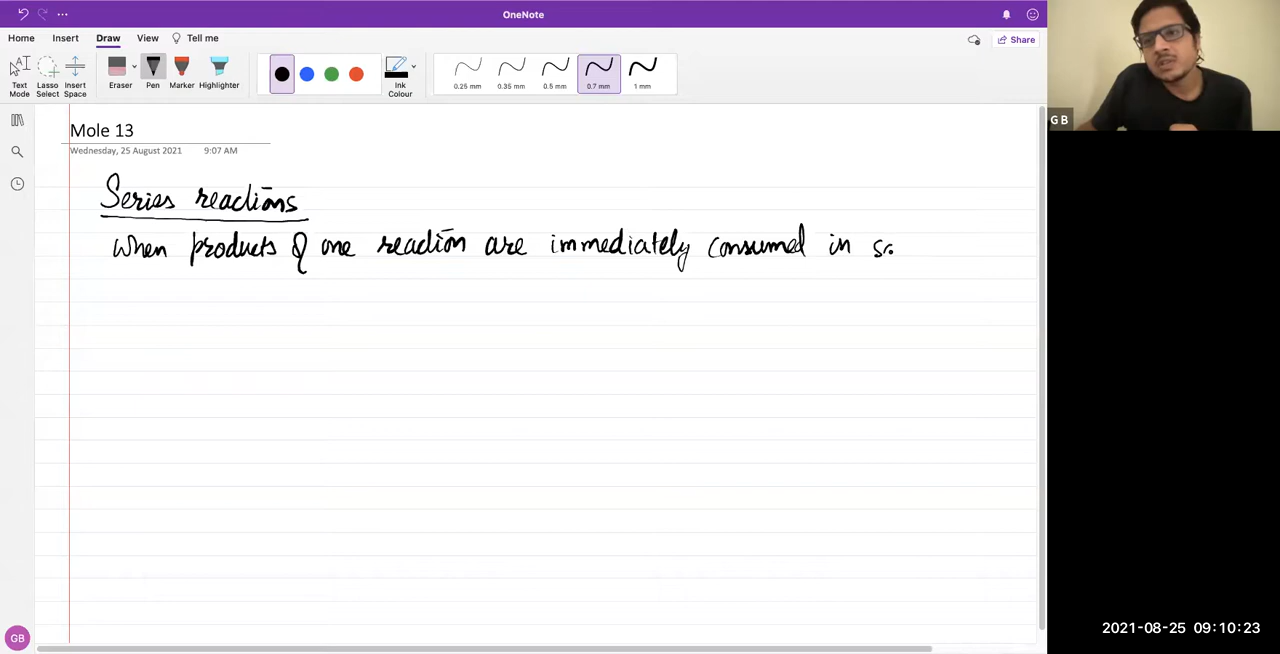 OneNote
Home Insert Draw View Tell me
Share
Text Mode
Lasso Select
Insert Space
Eraser
Pen
Marker
Highlighter
Ink Colour
0.25 mm
0.35 mm
0.5 mm
0.7 mm
1 mm
G B
Mole 13
Wednesday, 25 August 2021 9:07 AM
Series reactions
when products of one reaction are immediately consumed in
GB
2021-08-25 09:10:23